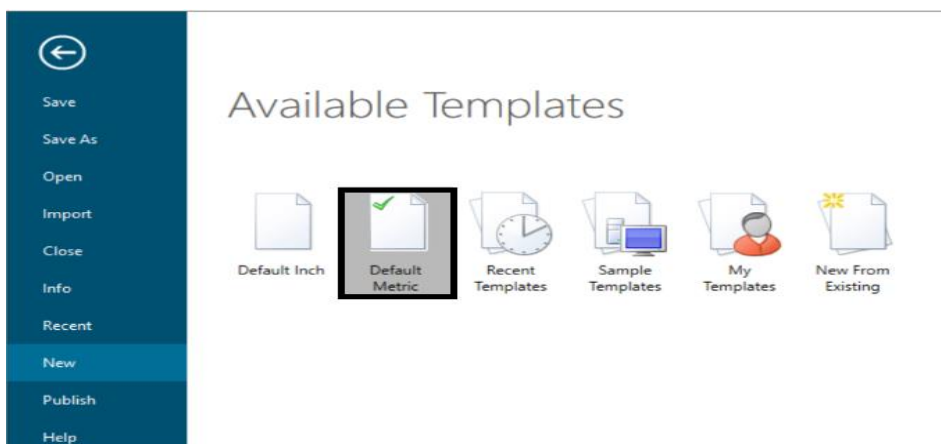 Save
Save As
Open
Import
Close
Info
Recent
New
Publish
Help
Available Templates
Default Inch
Default
Metric
Recent
Templates
Sample
Templates
My
Templates
New From
Existing